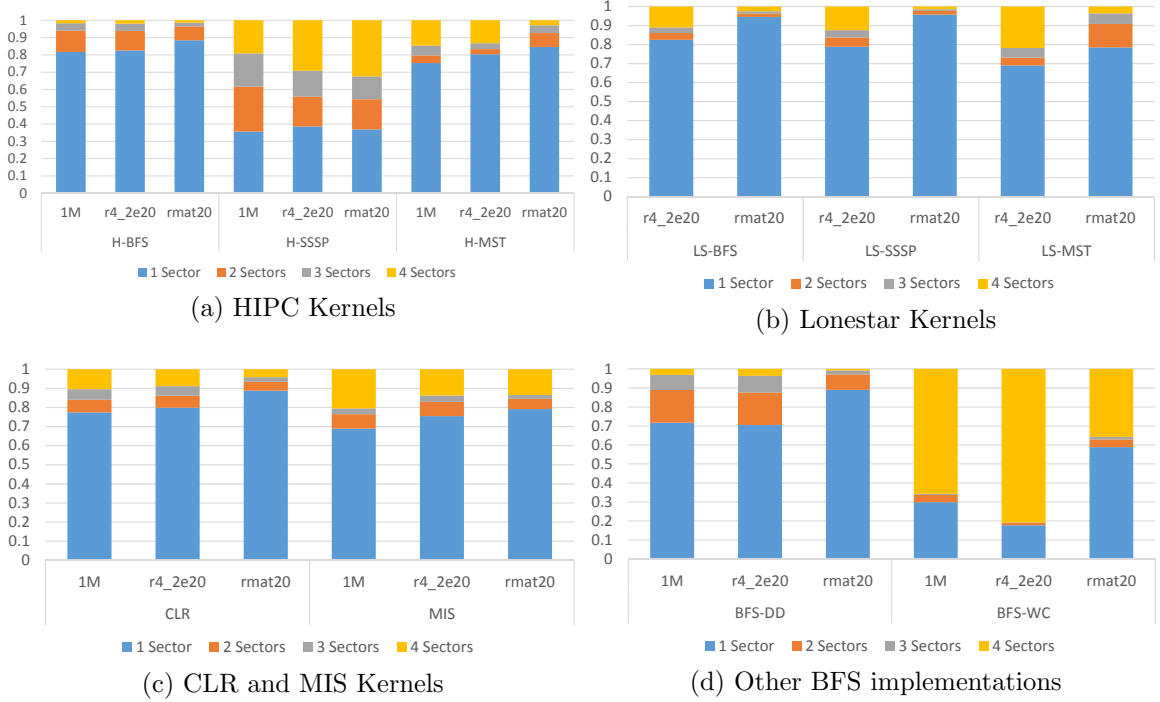 1
0.9
0.8
0.7
0.6
0.5
0.4
0.3
0.2
0.1
0
1M r4_2e20 rmat20 1M r4_2e20 rmat20 1M r4_2e20 rmat20
H-BFS H-SSSP H-MST
1 Sector 2 Sectors 3 Sectors 4 Sectors
(a) HIPC Kernels
1
0.9
0.8
0.7
0.6
0.5
0.4
0.3
0.2
0.1
0
r4_2e20 rmat20 r4_2e20 rmat20 r4_2e20 rmat20
LS-BFS LS-SSSP LS-MST
1 Sector 2 Sectors 3 Sectors 4 Sectors
(b) Lonestar Kernels
1
0.9
0.8
0.7
0.6
0.5
0.4
0.3
0.2
0.1
0
1M r4_2e20 rmat20 1M r4_2e20 rmat20
CLR MIS
1 Sector 2 Sectors 3 Sectors 4 Sectors
(c) CLR and MIS Kernels
1
0.9
0.8
0.7
0.6
0.5
0.4
0.3
0.2
0.1
0
1M r4_2e20 rmat20 1M r4_2e20 rmat20
BFS-DD BFS-WC
1 Sector 2 Sectors 3 Sectors 4 Sectors
(d) Other BFS implementations